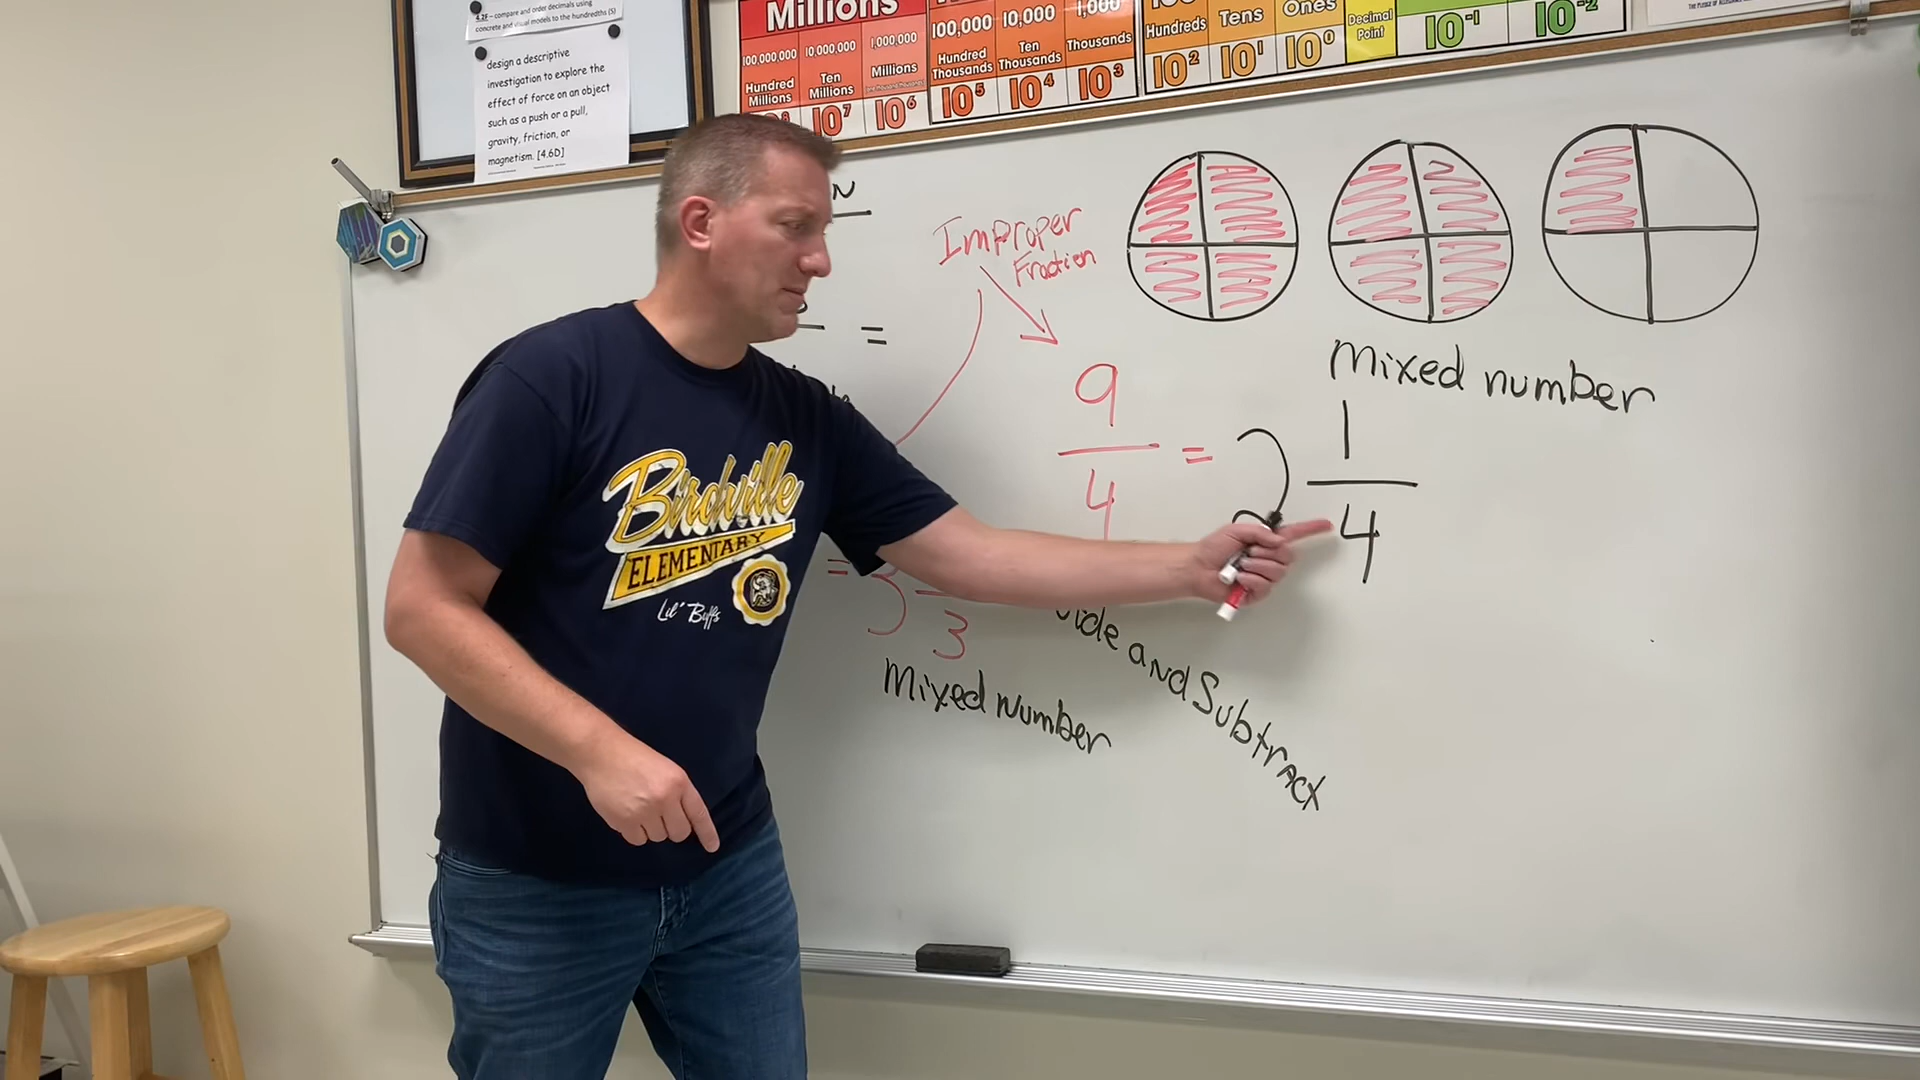 4.2F – compare and order decimals using
concrete and visual models to the hundredths (S)
design a descriptive
investigation to explore the
effect of force on an object
such as a push or a pull,
gravity, friction, or
magnetism. [4.6D]
Millions
100,000,000 10,000,000 1,000,000
Hundred Millions
Ten Millions
Millions
10⁷ 10⁶
100,000 10,000 1,000
Hundred Thousands
Ten Thousands
Thousands
10⁵ 10⁴ 10³
Hundreds Tens Ones
10² 10¹ 10⁰
Decimal Point
10⁻¹ 10⁻²
Improper
Fraction
Mixed number
9/4 = 2 1/4
=
= 3 /3
Mixed Number
and Subtract
Birdville
ELEMENTARY
Lil' Buffs